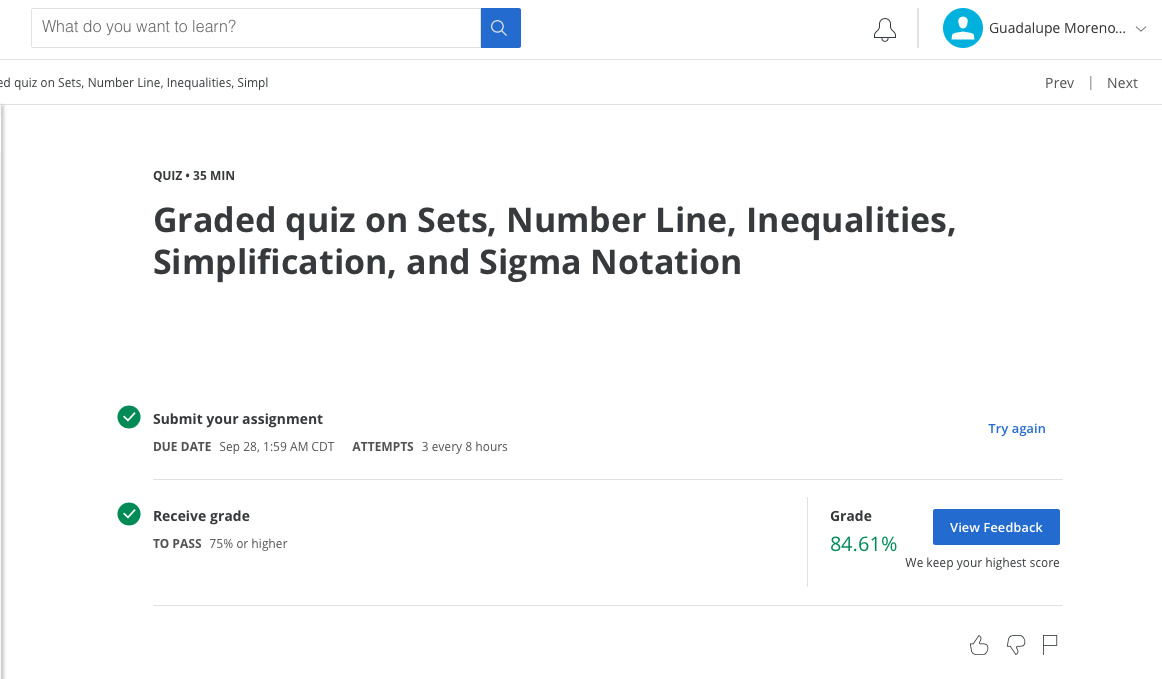 What do you want to learn?
Guadalupe Moreno...
ed quiz on Sets, Number Line, Inequalities, Simpl
Prev | Next
QUIZ • 35 MIN
Graded quiz on Sets, Number Line, Inequalities,
Simplification, and Sigma Notation
Submit your assignment
DUE DATE Sep 28, 1:59 AM CDT ATTEMPTS 3 every 8 hours
Try again
Receive grade
TO PASS 75% or higher
Grade
84.61%
View Feedback
We keep your highest score